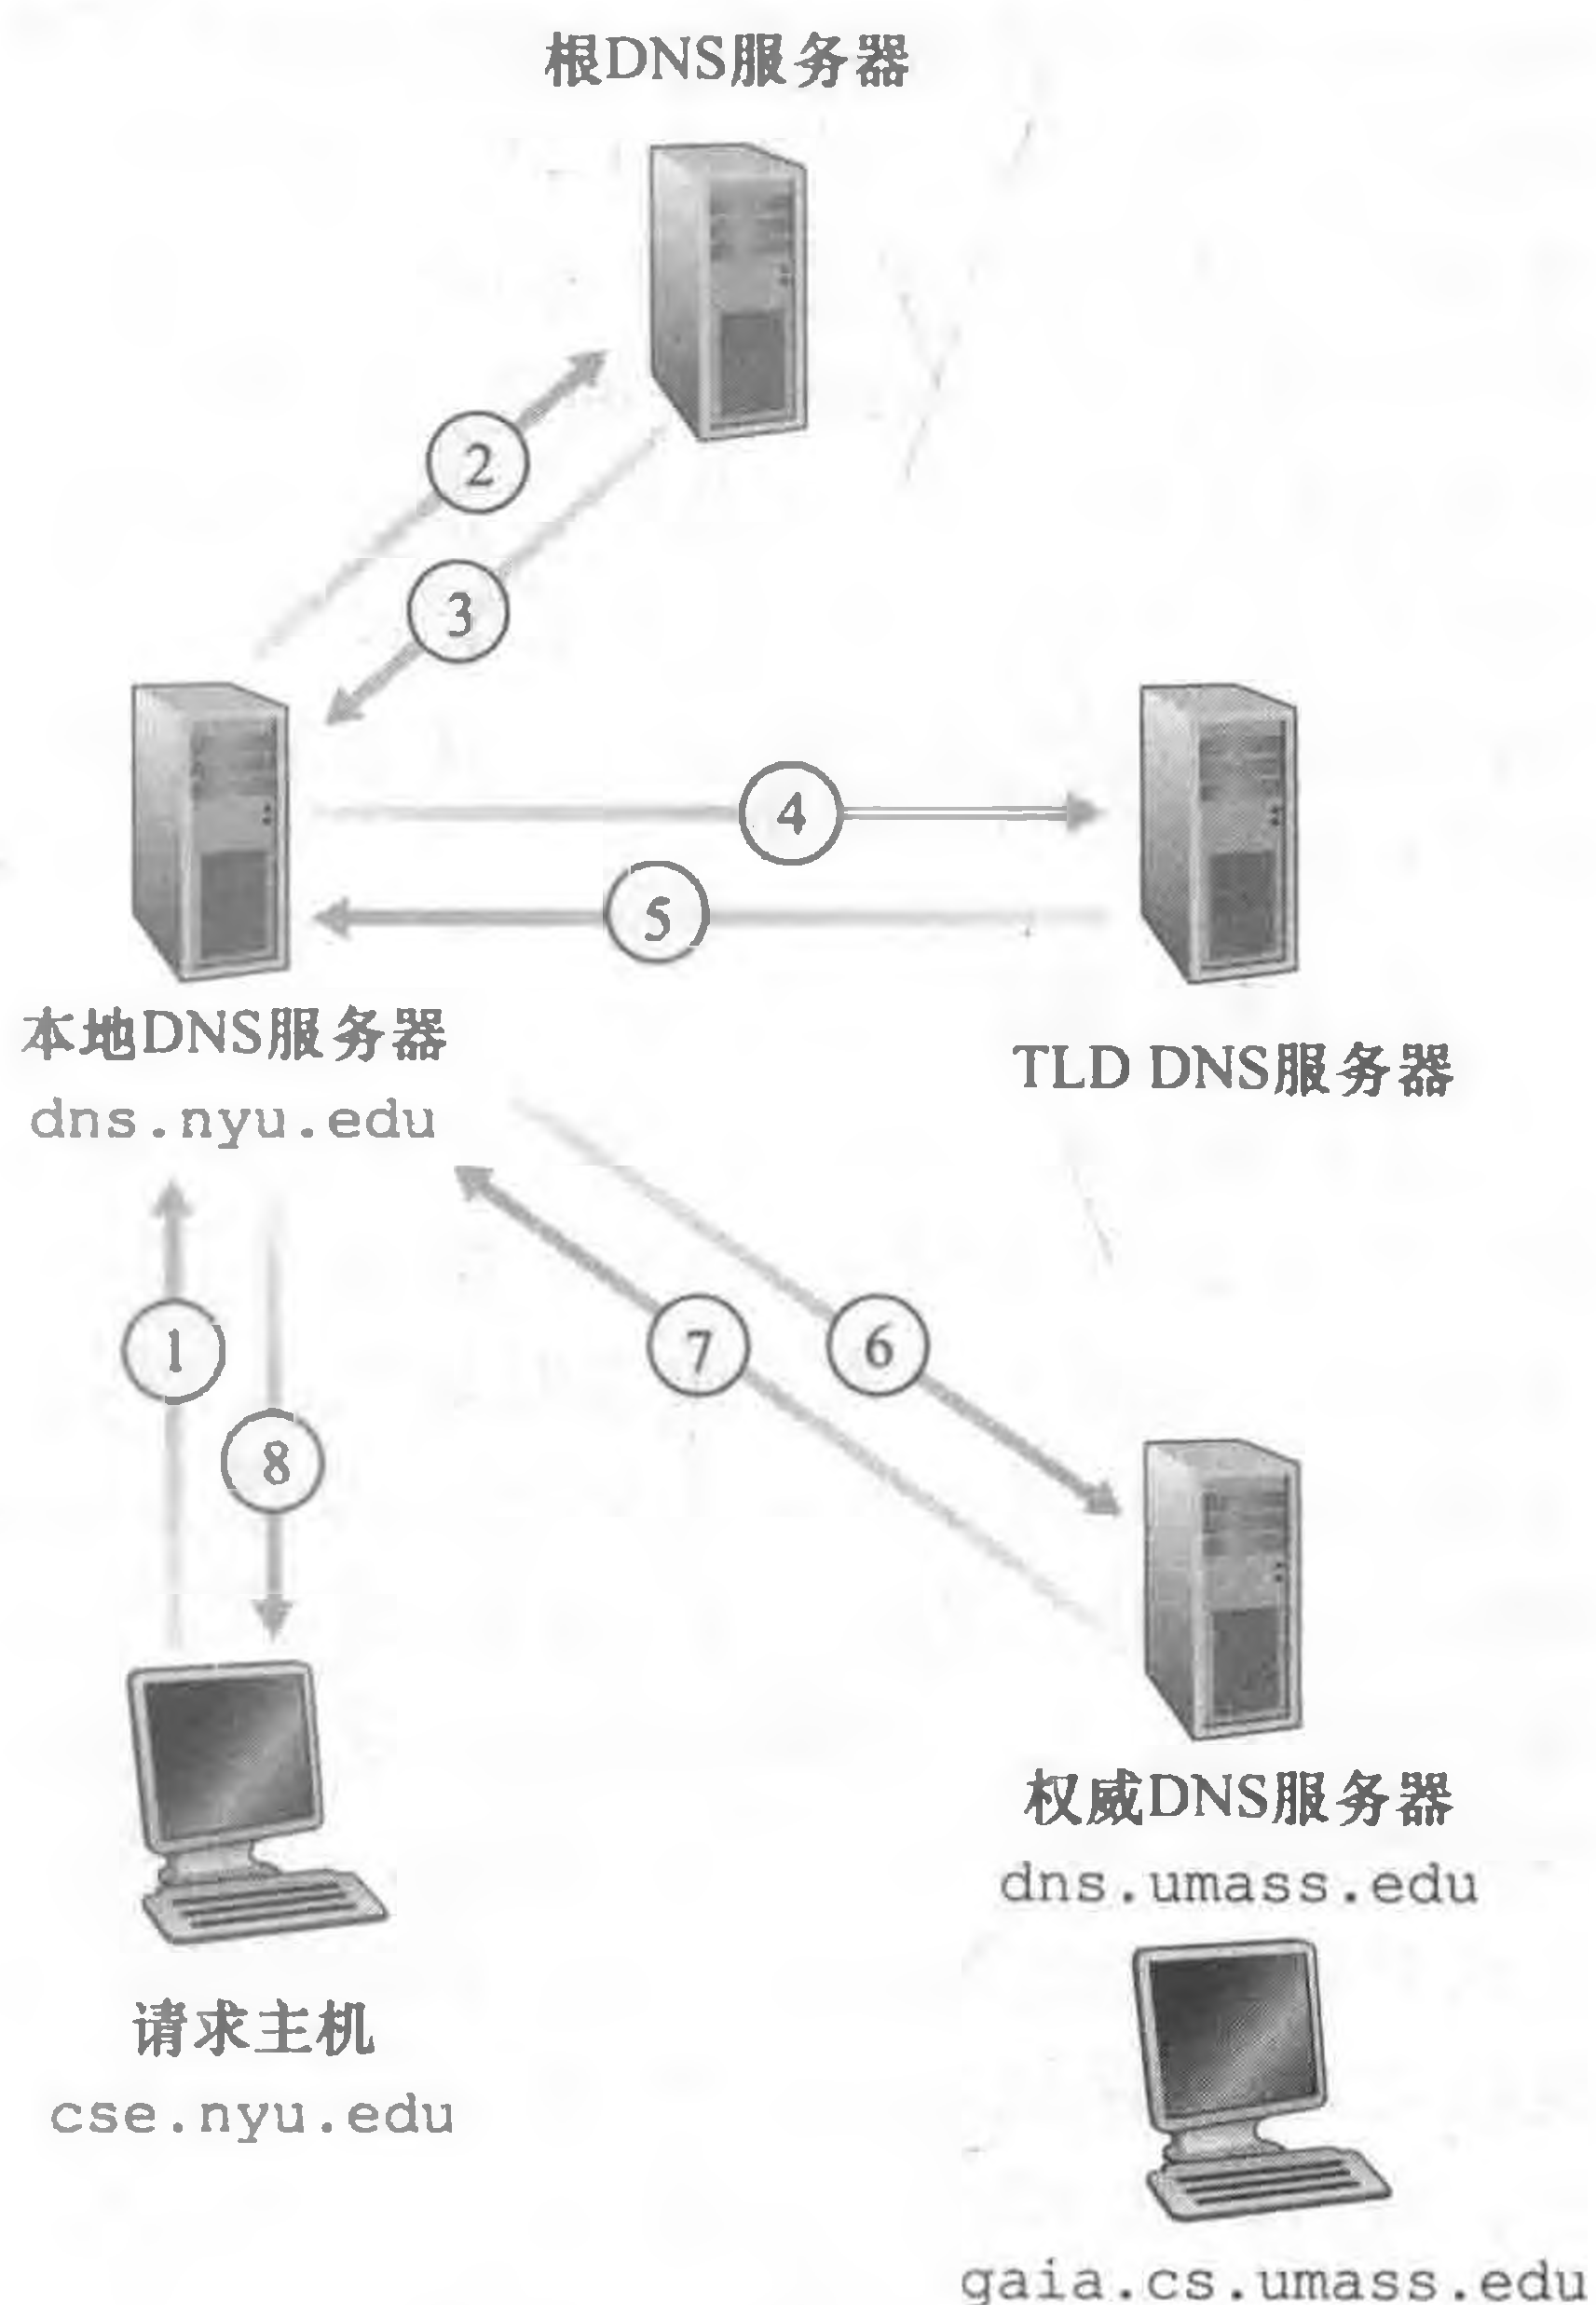 根DNS服务器
2
3
4
5
本地DNS服务器
dns.nyu.edu
TLD DNS服务器
1
8
7
6
权威DNS服务器
dns.umass.edu
请求主机
cse.nyu.edu
gaia.cs.umass.edu